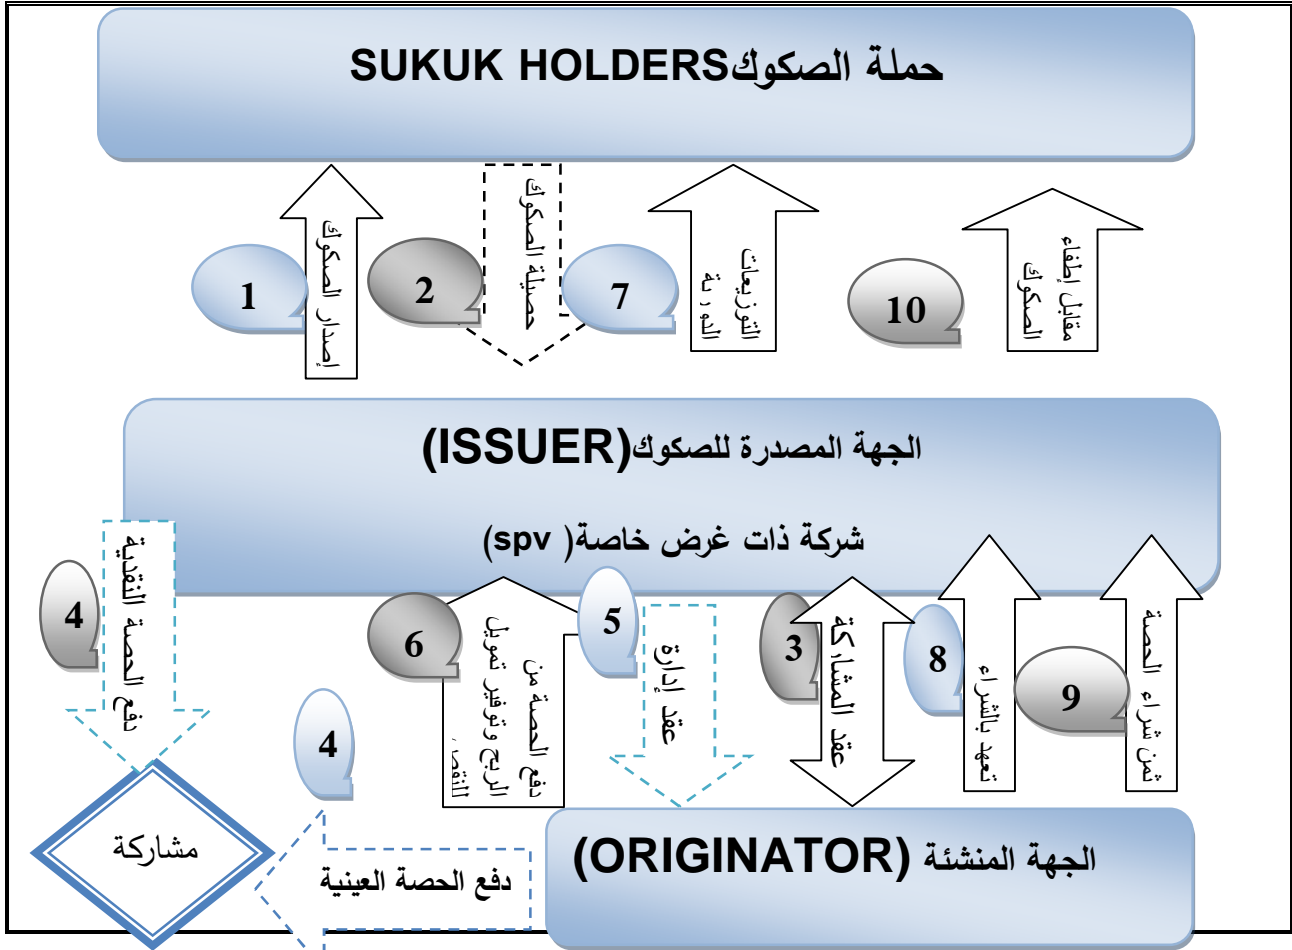 حملة الصكوك SUKUK HOLDERS
1
إصدار الصكوك
2
حصيلة الصكوك
7
التوزيعات
10
مقابل إطفاء
الصكوك
الجهة المصدرة للصكوك (ISSUER)
شركة ذات غرض خاصة( spv)
4
دفع الحصة النقدية
6
دفع الحصة من
الربح وتوفير تمويل
5
عقد إدارة
3
عقد المشاركة
8
تعهد بالشراء
9
ثمن شراء الحصة
4
مشاركة
دفع الحصة العينية
الجهة المنشئة (ORIGINATOR)